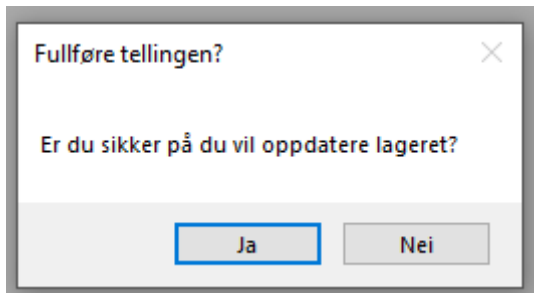 Fullføre tellingen?
Er du sikker på du vil oppdatere lageret?
Ja
Nei